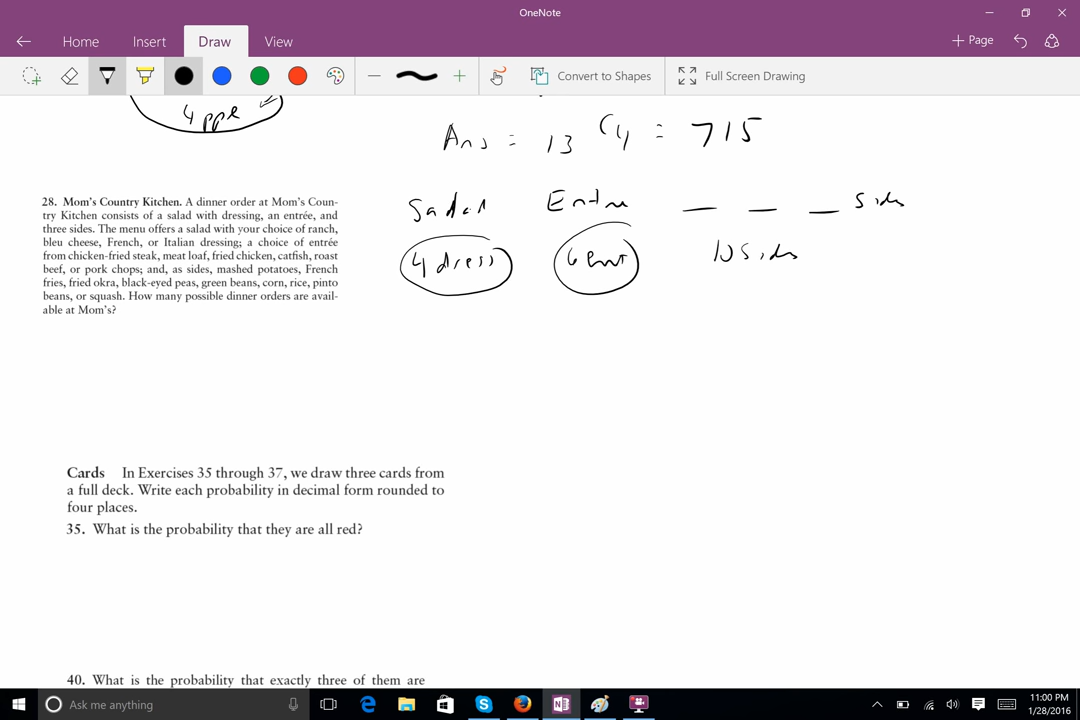 OneNote
Home Insert Draw View
+ Page
Convert to Shapes Full Screen Drawing
4 ppl
Ans = 13 C4 = 715
28. Mom's Country Kitchen. A dinner order at Mom's Coun-
try Kitchen consists of a salad with dressing, an entrée, and
three sides. The menu offers a salad with your choice of ranch,
bleu cheese, French, or Italian dressing; a choice of entrée
from chicken-fried steak, meat loaf, fried chicken, catfish, roast
beef, or pork chops; and, as sides, mashed potatoes, French
fries, fried okra, black-eyed peas, green beans, corn, rice, pinto
beans, or squash. How many possible dinner orders are avail-
able at Mom's?
Salad Entre _ _ _ Sides
4 dress 6 ent 10 sides
Cards In Exercises 35 through 37, we draw three cards from
a full deck. Write each probability in decimal form rounded to
four places.
35. What is the probability that they are all red?
40. What is the probability that exactly three of them are
Ask me anything
11:00 PM
1/28/2016